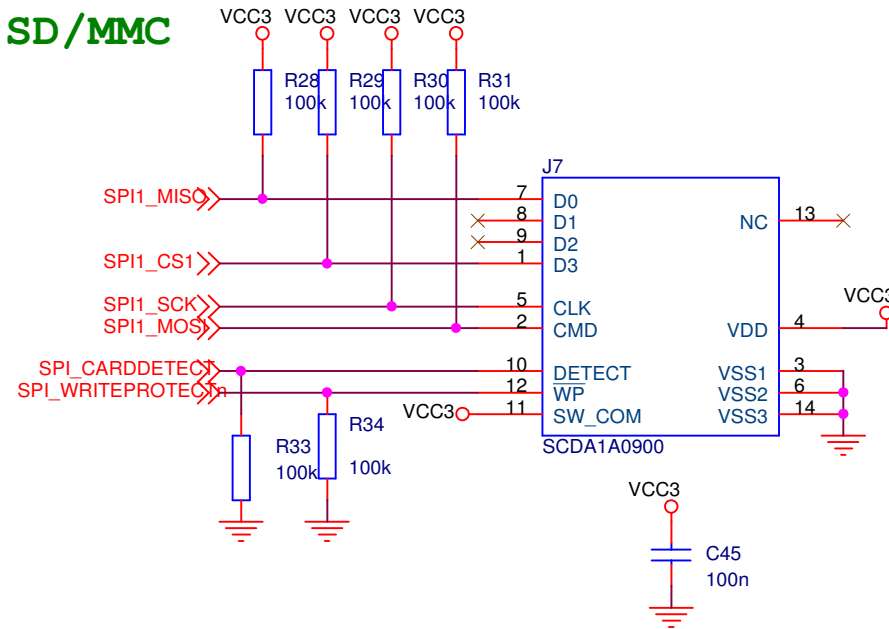 SD/MMC
VCC3 VCC3 VCC3 VCC3
R28 R29 R30 R31
100k 100k 100k 100k
J7
SPI1_MISO 7 D0
8 D1 NC 13
9 D2
SPI1_CS1 1 D3
VCC3
SPI1_SCK 5 CLK
SPI1_MOSI 2 CMD VDD 4
SPI_CARDDETECT 10 DETECT VSS1 3
SPI_WRITEPROTECTn 12 WP VSS2 6
VCC3 11 SW_COM VSS3 14
SCDA1A0900
R33 R34
100k 100k
VCC3
C45
100n